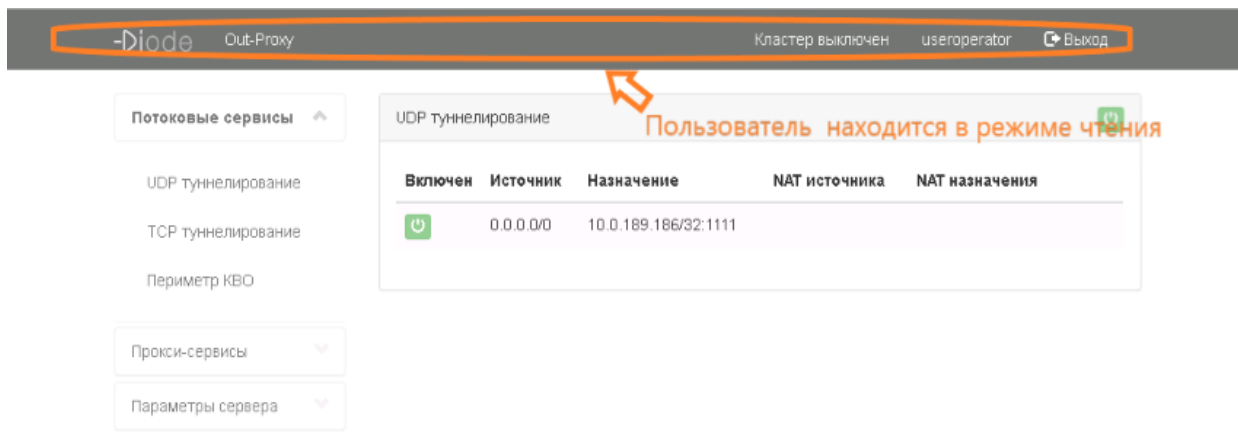 -Diode Out-Proxy Кластер выключен useroperator Выход
Потоковые сервисы
UDP туннелирование
TCP туннелирование
Периметр КВО
Прокси-сервисы
Параметры сервера
UDP туннелирование
Пользователь находится в режиме чтения
Включен Источник Назначение NAT источника NAT назначения
0.0.0.0/0 10.0.189.186/32:1111